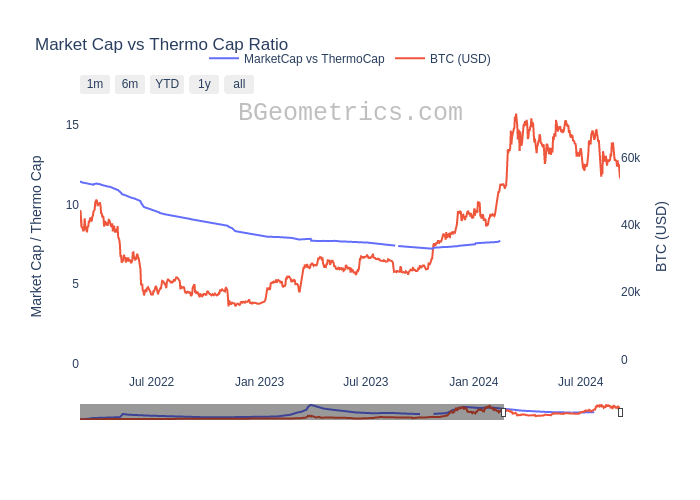 Market Cap vs Thermo Cap Ratio
MarketCap vs ThermoCap
BTC (USD)
1m 6m YTD 1y all
BGeometrics.com
15
10
5
0
Market Cap / Thermo Cap
60k
40k
20k
0
BTC (USD)
Jul 2022 Jan 2023 Jul 2023 Jan 2024 Jul 2024